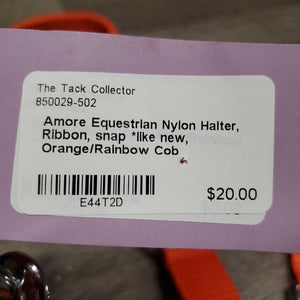 The Tack Collector
850029-502
Amore Equestrian Nylon Halter,
Ribbon, snap *like new,
Orange/Rainbow Cob
$20.00
E44T2D